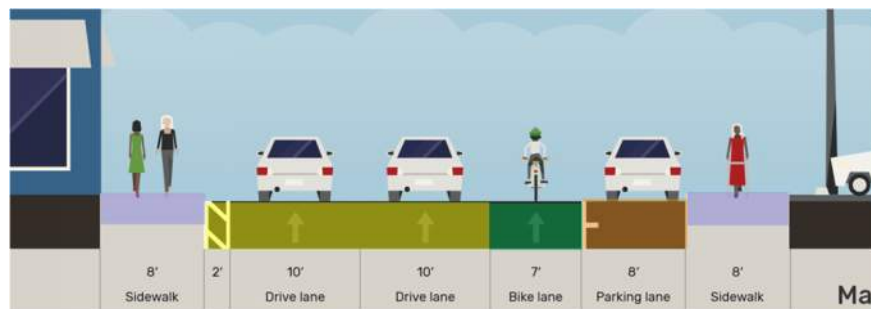 8' 2' 10' 10' 7' 8' 8'
Sidewalk Drive lane Drive lane Bike lane Parking lane Sidewalk
Ma